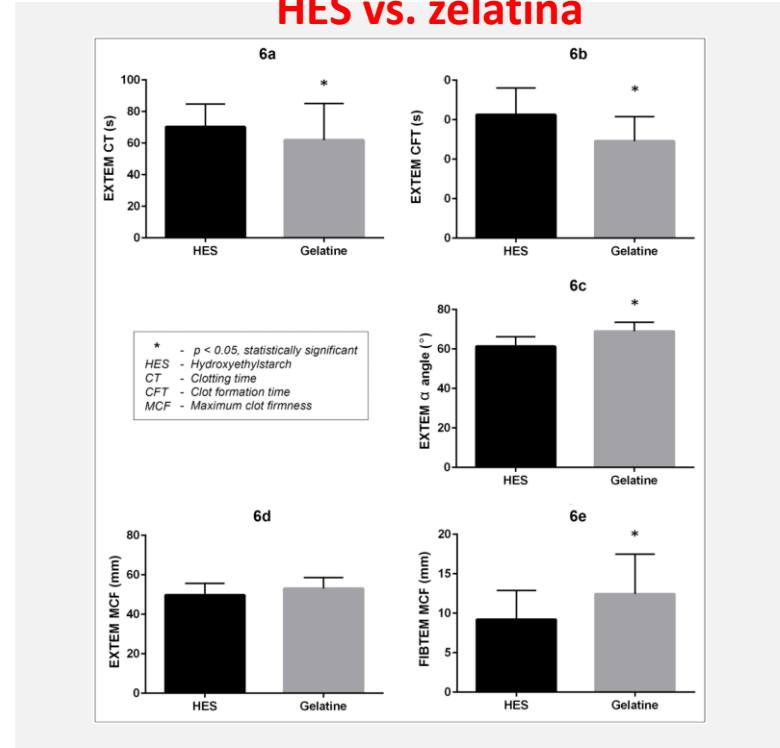 HES vs. želatina
6a
EXTEM CT (s)
100
80
60
40
20
0
*
HES
Gelatine
6b
EXTEM CFT (s)
0
0
0
0
0
*
HES
Gelatine
6c
EXTEM α angle (°)
80
60
40
20
0
*
HES
Gelatine
* - p < 0.05, statistically significant
HES - Hydroxyethylstarch
CT - Clotting time
CFT - Clot formation time
MCF - Maximum clot firmness
6d
EXTEM MCF (mm)
80
60
40
20
0
HES
Gelatine
6e
FIBTEM MCF (mm)
20
15
10
5
0
*
HES
Gelatine